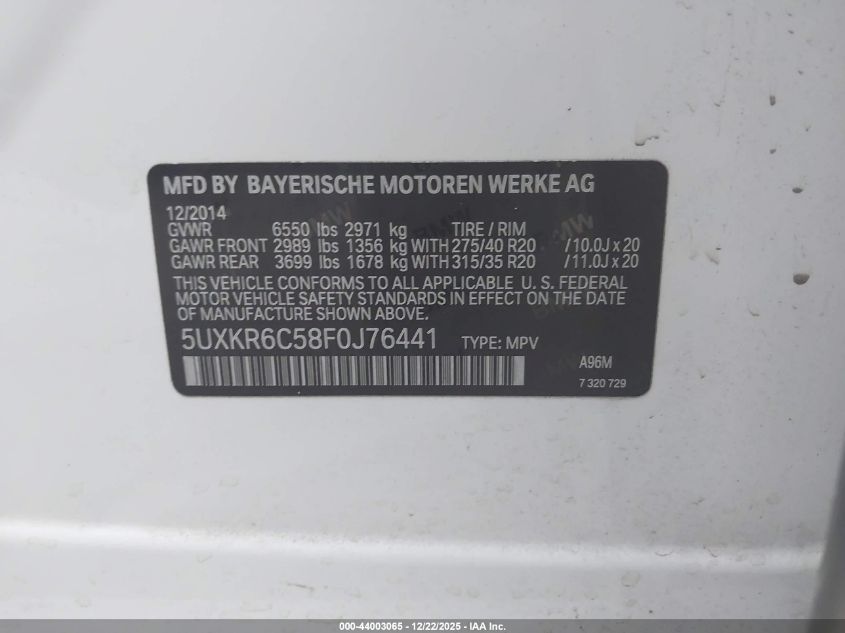 MFD BY BAYERISCHE MOTOREN WERKE AG
12/2014
GVWR 6550 lbs 2971 kg TIRE / RIM
GAWR FRONT 2989 lbs 1356 kg WITH 275/40 R20 /10.0J x 20
GAWR REAR 3699 lbs 1678 kg WITH 315/35 R20 /11.0J x 20
THIS VEHICLE CONFORMS TO ALL APPLICABLE U. S. FEDERAL
MOTOR VEHICLE SAFETY STANDARDS IN EFFECT ON THE DATE
OF MANUFACTURE SHOWN ABOVE.
5UXKR6C58F0J76441 TYPE: MPV
A96M
7 320 729
000-44003065 - 12/22/2025 - IAA Inc.